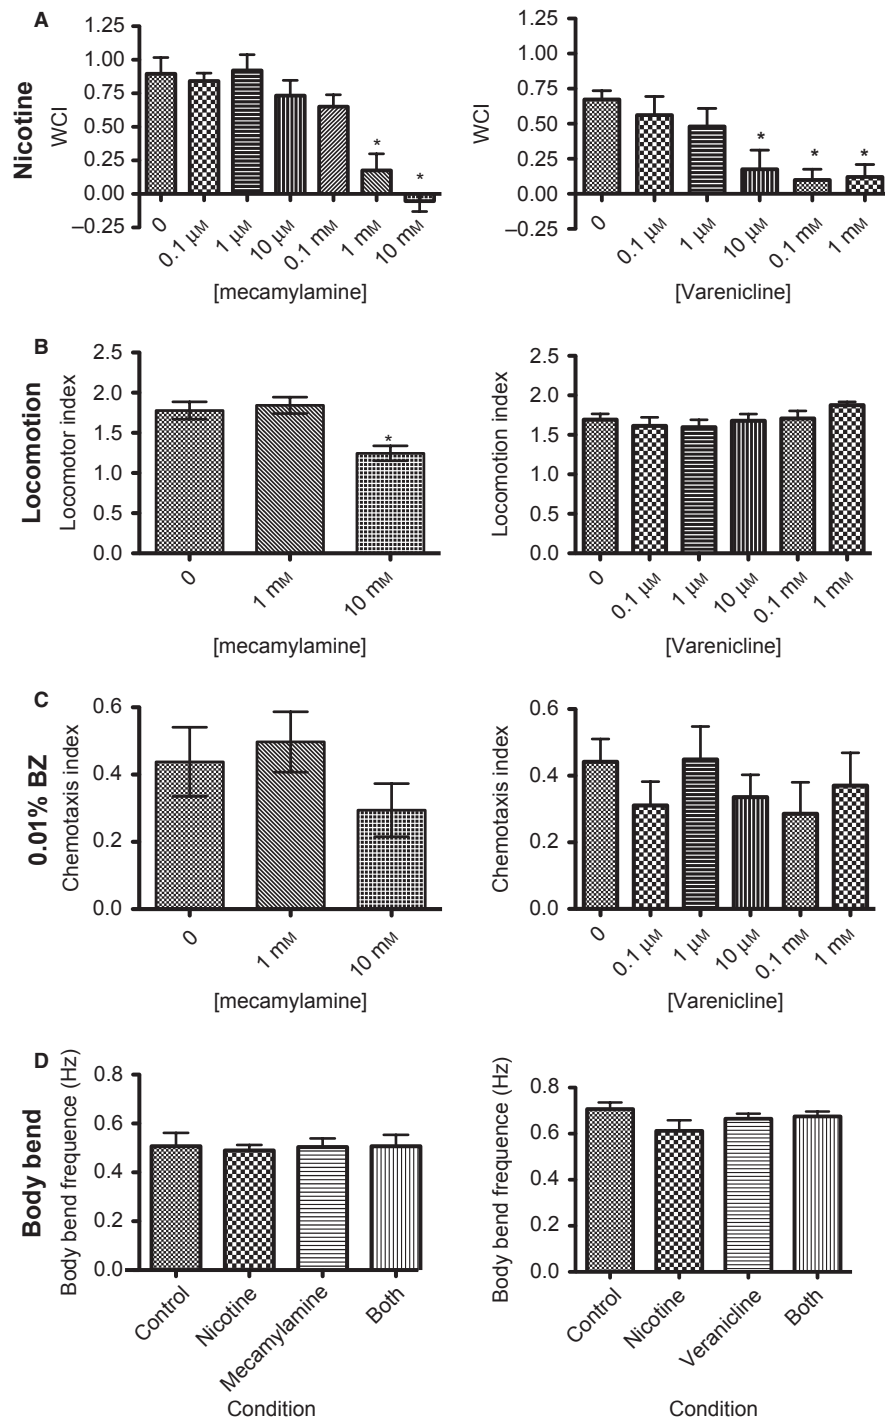 A
Nicotine
WCI
1.25
1.00
0.75
0.50
0.25
0.00
–0.25
*
*
0
0.1 μM
1 μM
10 μM
0.1 mM
1 mM
10 mM
[mecamylamine]
WCI
1.25
1.00
0.75
0.50
0.25
0.00
–0.25
*
*
*
0
0.1 μM
1 μM
10 μM
0.1 mM
1 mM
[Varenicline]
B
Locomotion
Locomotor index
2.5
2.0
1.5
1.0
0.5
0.0
*
0
1 mM
10 mM
[mecamylamine]
Locomotion index
2.5
2.0
1.5
1.0
0.5
0.0
0
0.1 μM
1 μM
10 μM
0.1 mM
1 mM
[Varenicline]
C
0.01% BZ
Chemotaxis index
0.6
0.4
0.2
0.0
0
1 mM
10 mM
[mecamylamine]
Chemotaxis index
0.6
0.4
0.2
0.0
0
0.1 μM
1 μM
10 μM
0.1 mM
1 mM
[Varenicline]
D
Body bend
Body bend frequence (Hz)
0.8
0.6
0.4
0.2
0.0
Control
Nicotine
Mecamylamine
Both
Condition
Body bend frequence (Hz)
0.8
0.6
0.4
0.2
0.0
Control
Nicotine
Veranicline
Both
Condition